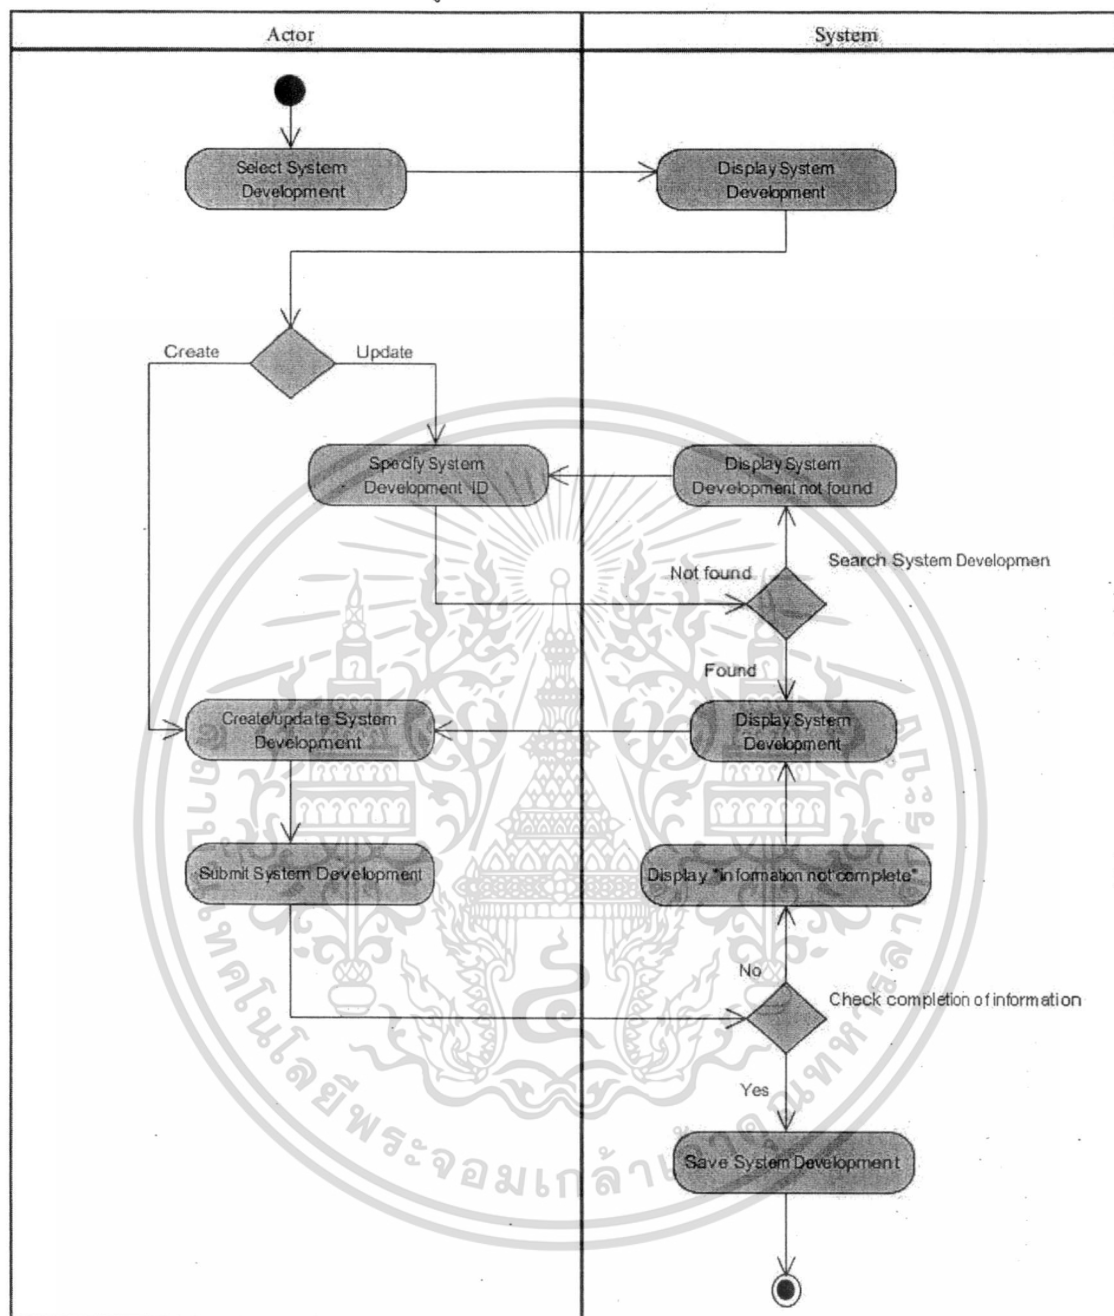 Actor
System
Select System
Development
Display System
Development
Create
Update
Specify System
Development ID
Display System
Development not found
Search System Developmen
Not found
Found
Create/update System
Development
Display System
Development
Submit System Development
Display "information not complete"
No
Check completion of information
Yes
Save System Development